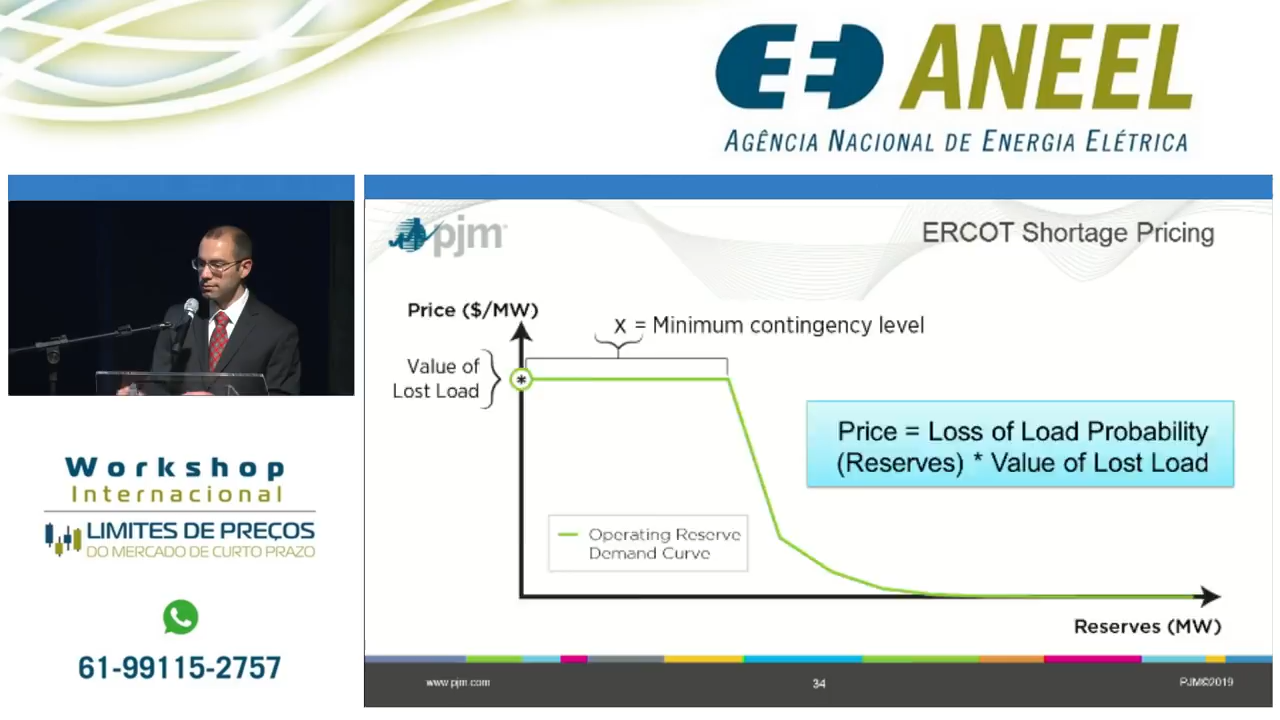 ANEEL
AGÊNCIA NACIONAL DE ENERGIA ELÉTRICA
pjm
ERCOT Shortage Pricing
Price ($/MW)
x = Minimum contingency level
Value of
Lost Load
*
Price = Loss of Load Probability
(Reserves) * Value of Lost Load
Operating Reserve
Demand Curve
Reserves (MW)
www.pjm.com
34
PJM©2019
Workshop
Internacional
LIMITES DE PREÇOS
DO MERCADO DE CURTO PRAZO
61-99115-2757